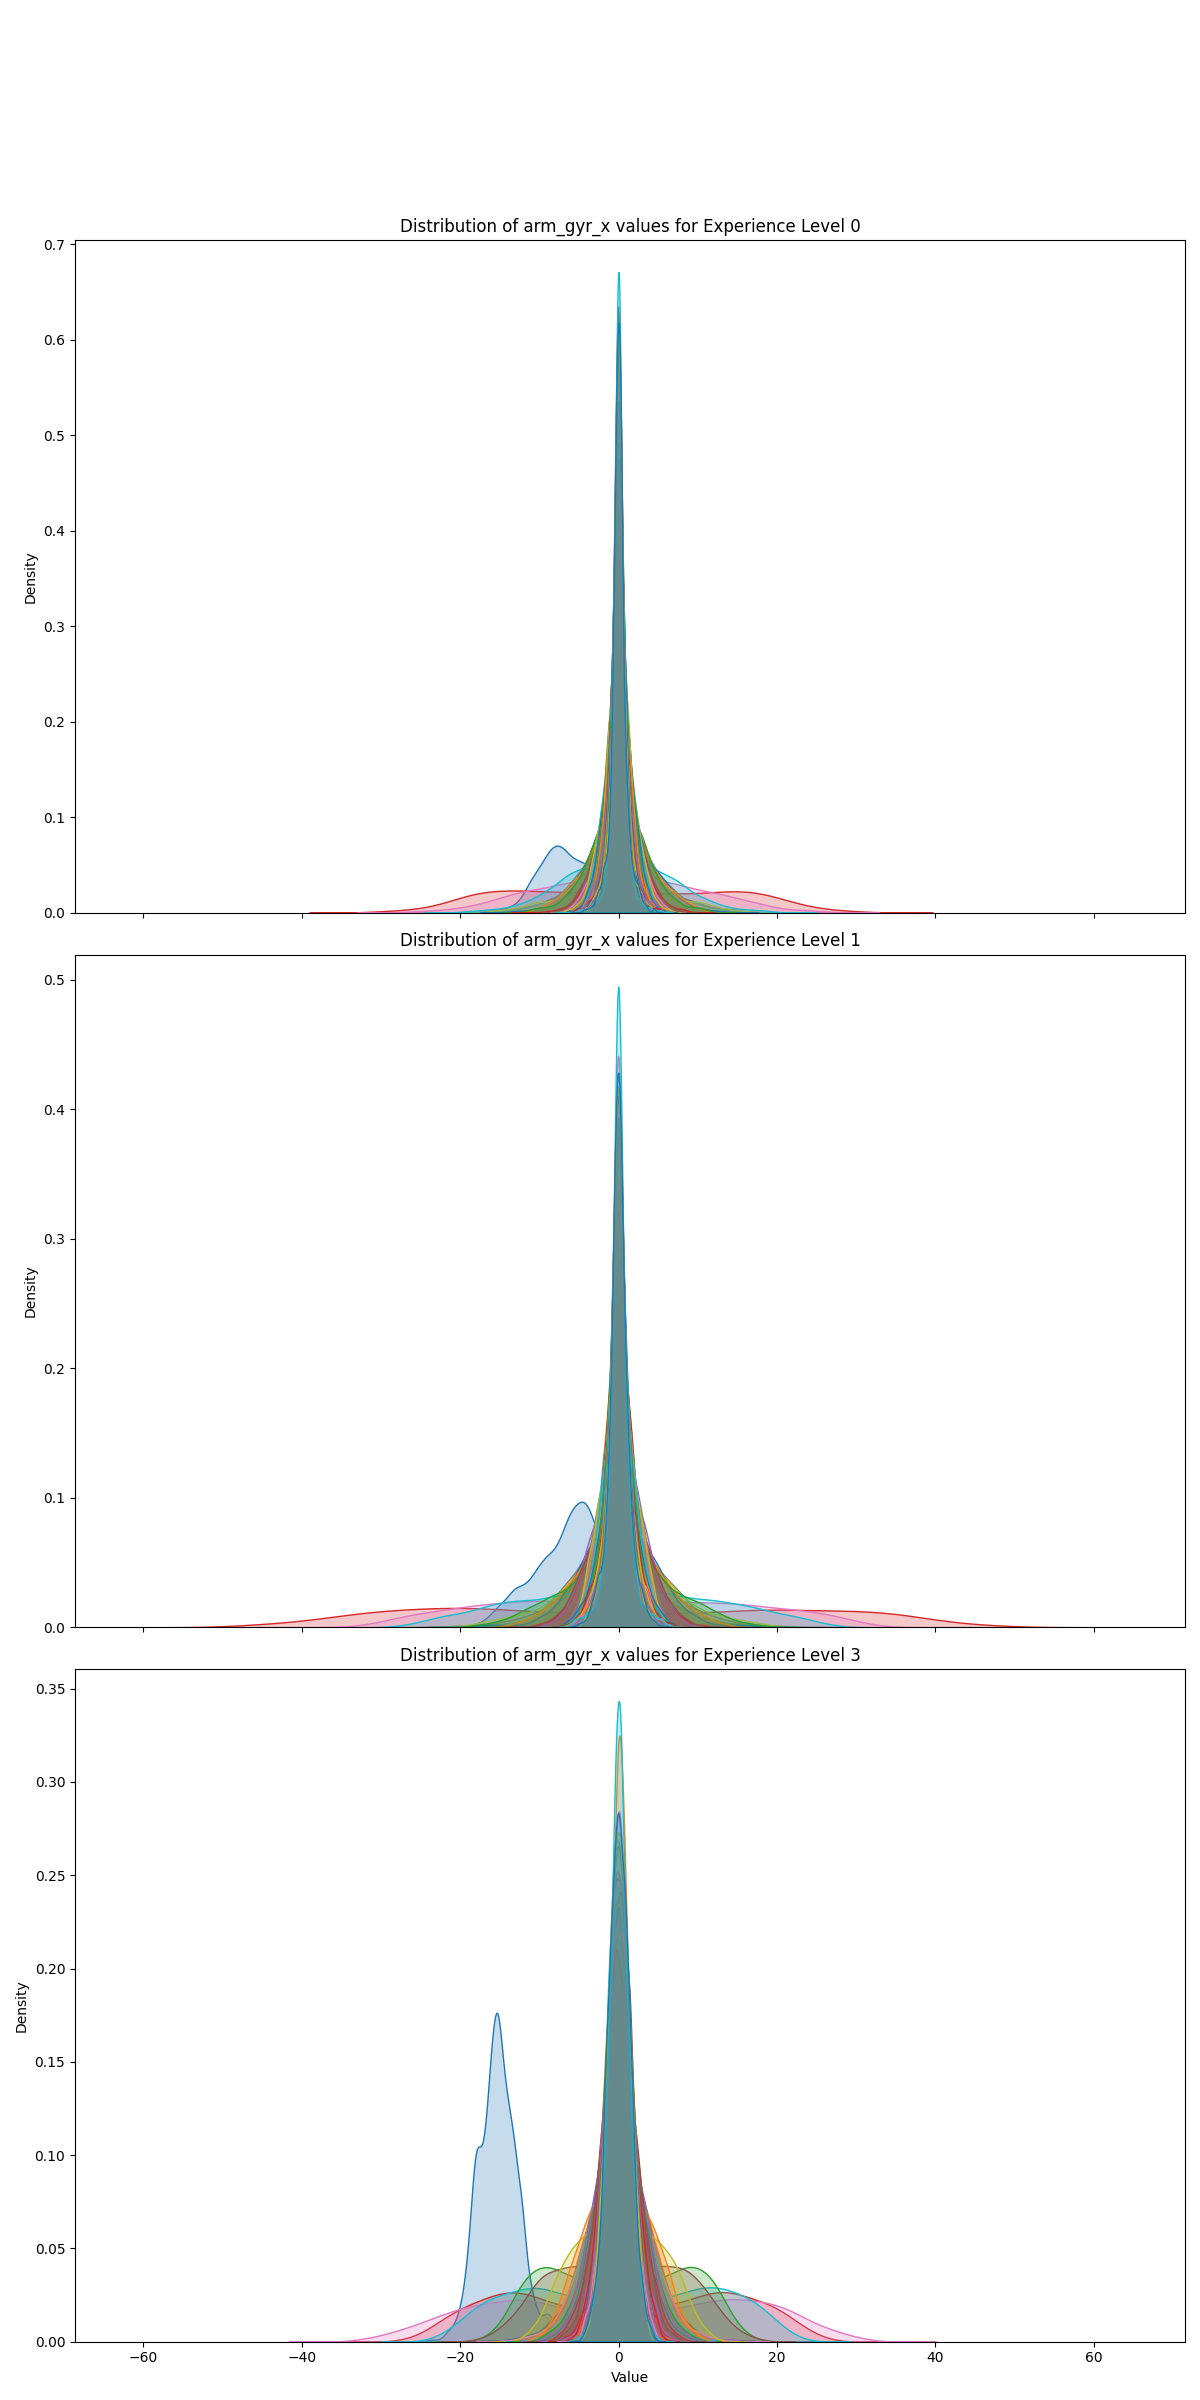 Distribution of arm_gyr_x values for Experience Level 0
0.7
0.6
0.5
0.4
0.3
0.2
0.1
0.0
Density
Distribution of arm_gyr_x values for Experience Level 1
0.5
0.4
0.3
0.2
0.1
0.0
Density
Distribution of arm_gyr_x values for Experience Level 3
0.35
0.30
0.25
0.20
0.15
0.10
0.05
0.00
Density
−60 −40 −20 0 20 40 60
Value